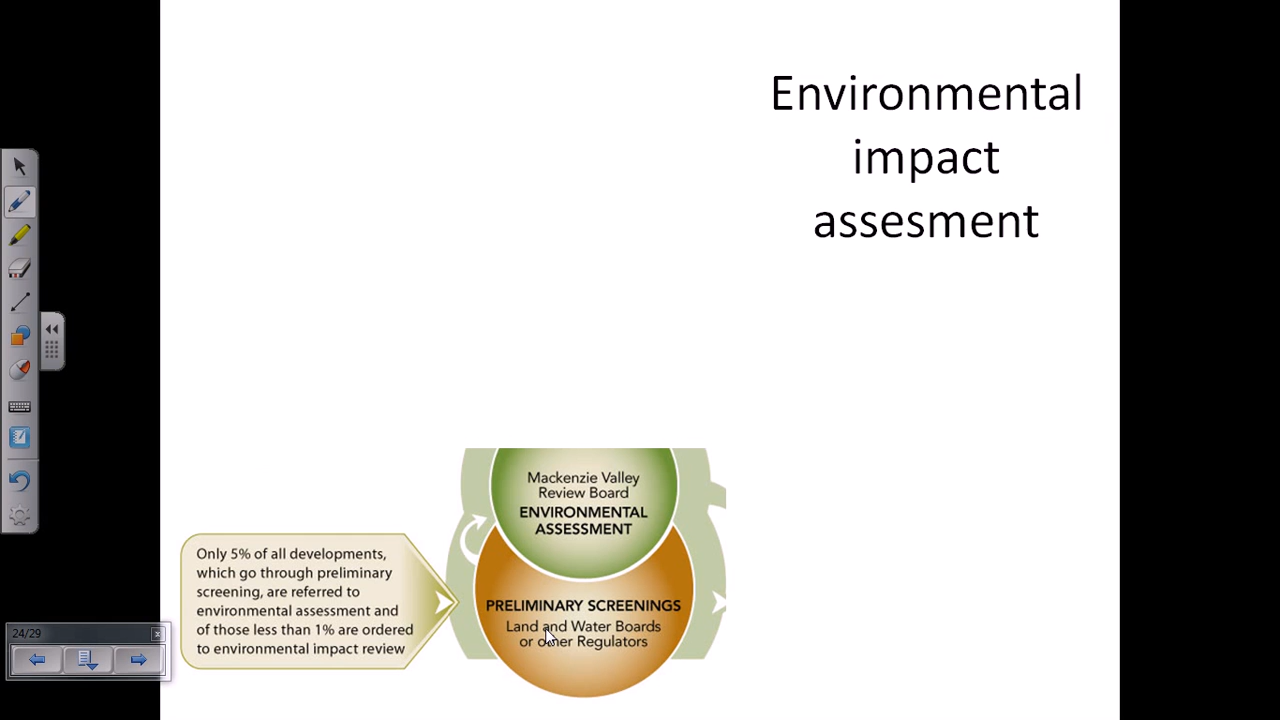 Environmental
impact
assesment
Mackenzie Valley
Review Board
ENVIRONMENTAL
ASSESSMENT
Only 5% of all developments,
which go through preliminary
screening, are referred to
environmental assessment and
of those less than 1% are ordered
to environmental impact review
PRELIMINARY SCREENINGS
Land and Water Boards
or other Regulators
24/29